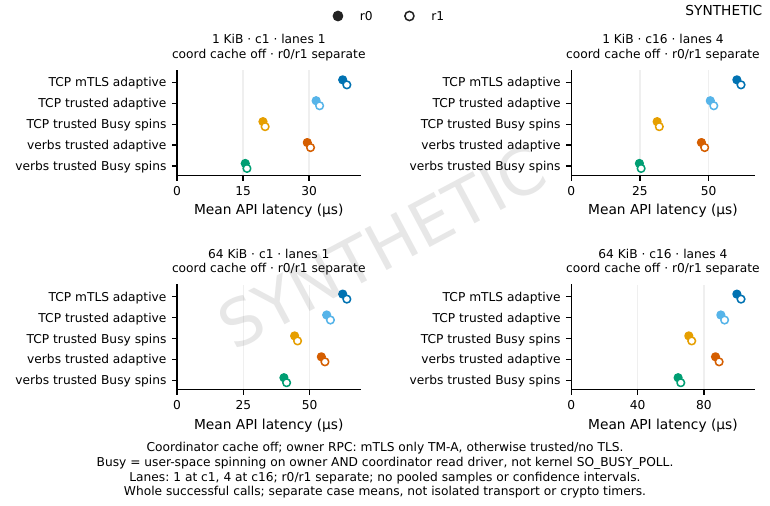 r0 r1
SYNTHETIC
1 KiB · c1 · lanes 1
coord cache off · r0/r1 separate
TCP mTLS adaptive
TCP trusted adaptive
TCP trusted Busy spins
verbs trusted adaptive
verbs trusted Busy spins
0 15 30
Mean API latency (µs)
1 KiB · c16 · lanes 4
coord cache off · r0/r1 separate
TCP mTLS adaptive
TCP trusted adaptive
TCP trusted Busy spins
verbs trusted adaptive
verbs trusted Busy spins
0 25 50
Mean API latency (µs)
SYNTHETIC
64 KiB · c1 · lanes 1
coord cache off · r0/r1 separate
TCP mTLS adaptive
TCP trusted adaptive
TCP trusted Busy spins
verbs trusted adaptive
verbs trusted Busy spins
0 25 50
Mean API latency (µs)
64 KiB · c16 · lanes 4
coord cache off · r0/r1 separate
TCP mTLS adaptive
TCP trusted adaptive
TCP trusted Busy spins
verbs trusted adaptive
verbs trusted Busy spins
0 40 80
Mean API latency (µs)
Coordinator cache off; owner RPC: mTLS only TM-A, otherwise trusted/no TLS.
Busy = user-space spinning on owner AND coordinator read driver, not kernel SO_BUSY_POLL.
Lanes: 1 at c1, 4 at c16; r0/r1 separate; no pooled samples or confidence intervals.
Whole successful calls; separate case means, not isolated transport or crypto timers.